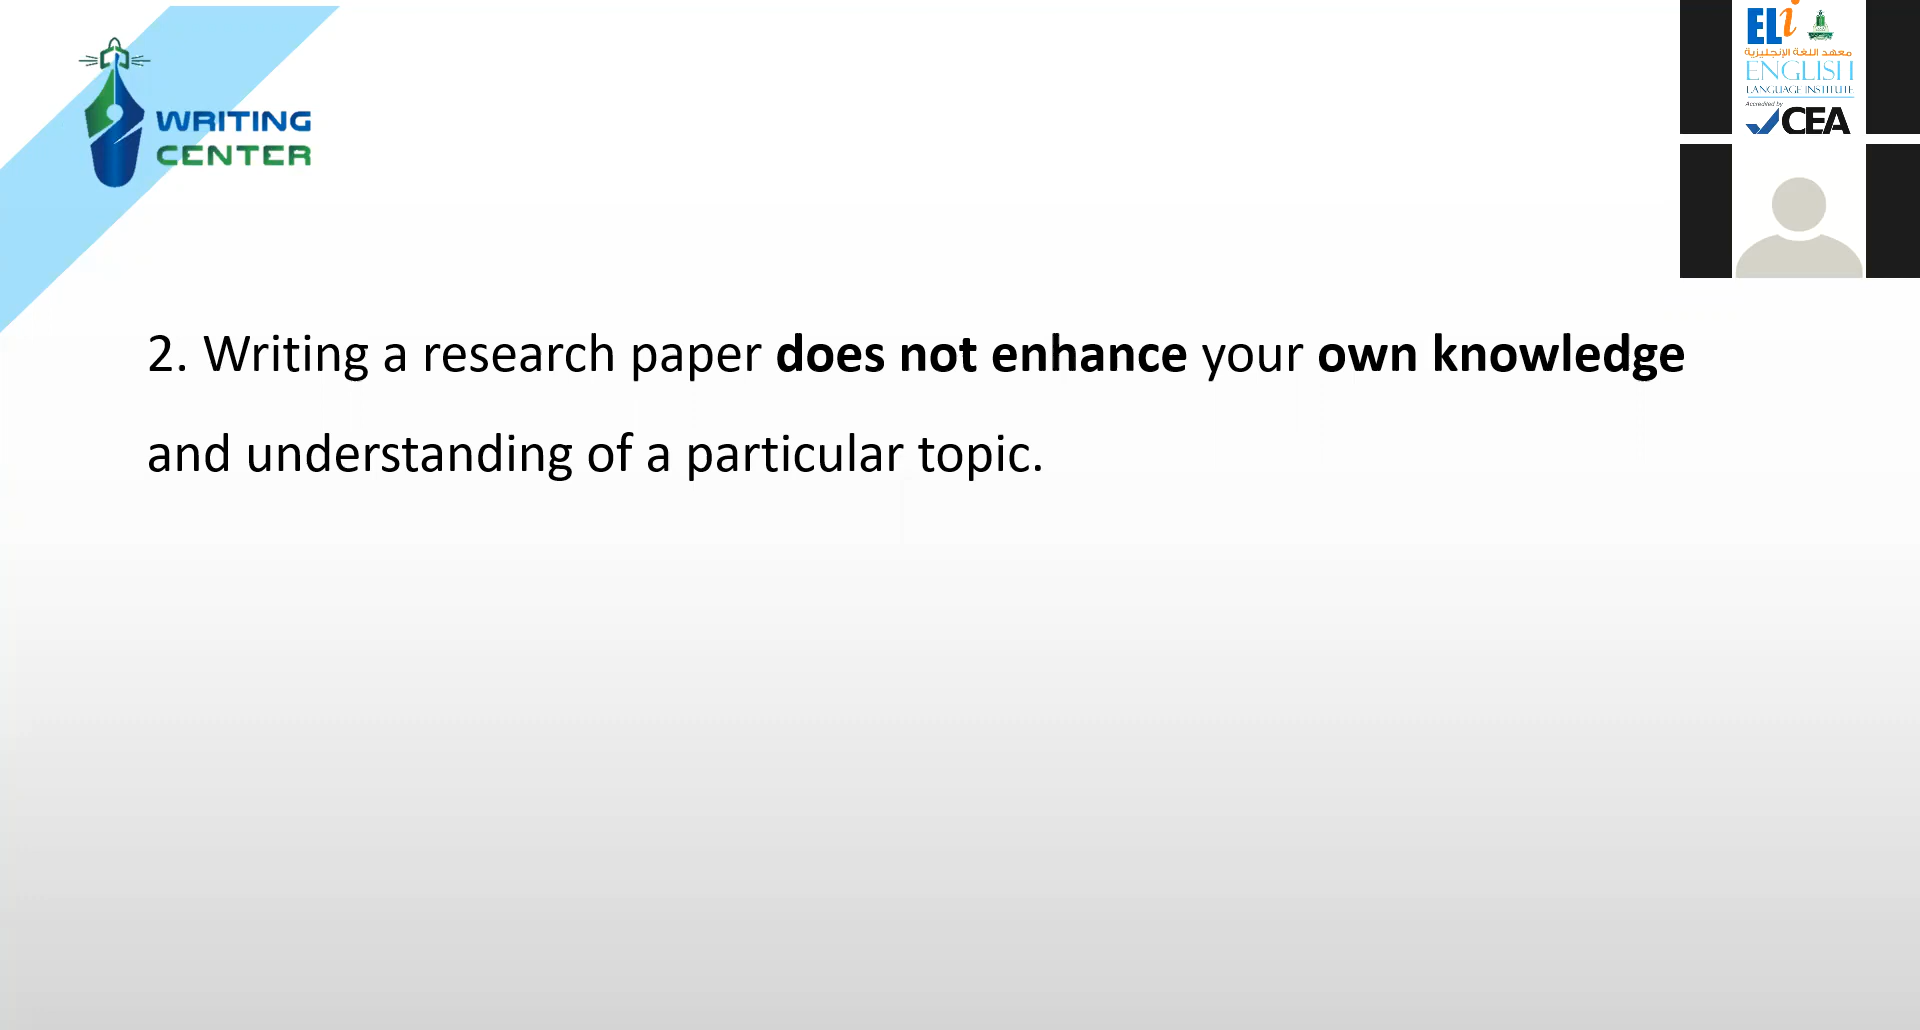 WRITING
CENTER
ELi
معهد اللغة الإنجليزية
ENGLISH
LANGUAGE INSTITUTE
Accredited by
CEA
2. Writing a research paper does not enhance your own knowledge
and understanding of a particular topic.